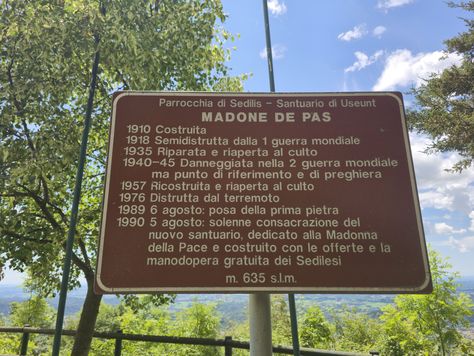 Parrocchia di Sedilis - Santuario di Useunt
MADONE DE PAS
1910 Costruita
1918 Semidistrutta dalla 1 guerra mondiale
1935 Riparata e riaperta al culto
1940-45 Danneggiata nella 2 guerra mondiale
ma punto di riferimento e di preghiera
1957 Ricostruita e riaperta al culto
1976 Distrutta dal terremoto
1989 6 agosto: posa della prima pietra
1990 5 agosto: solenne consacrazione del
nuovo santuario, dedicato alla Madonna
della Pace e costruito con le offerte e la
manodopera gratuita dei Sedilesi
m. 635 s.l.m.